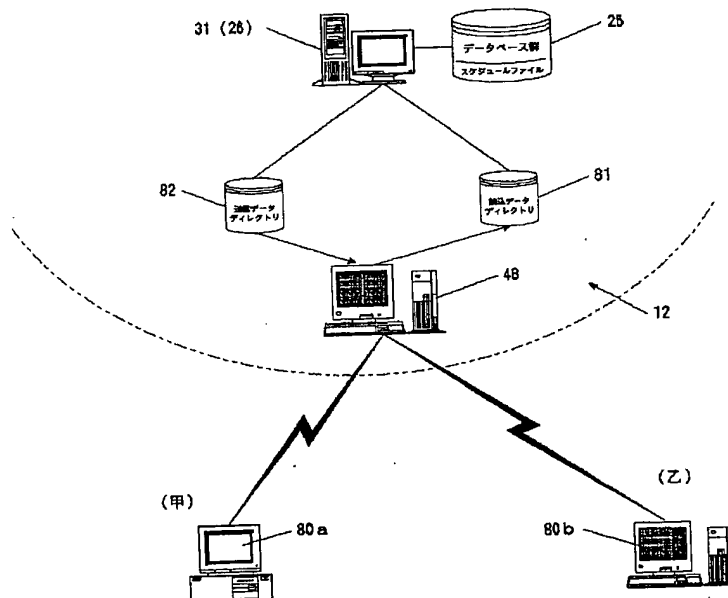 31 (26)
データベース群
スケジュールファイル
25
82
データ
ディレクトリ
データ
ディレクトリ
81
48
12
(甲)
80a
(乙)
80b